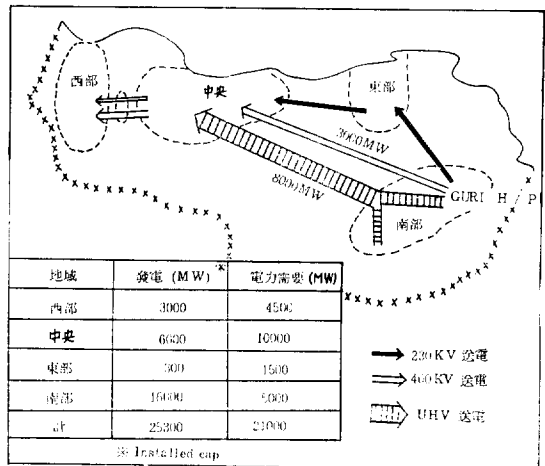 西部
中央
東部
3000MW
8000MW
GURI H P
南部
地域 發電 (MW) ※ 電力需要 (MW)
西部 3000 4500
中央 6000 10000
東部 300 1500
南部 16000 5000
計 25300 21000
※ Installed cap
230KV 送電
400KV 送電
UHV 送電